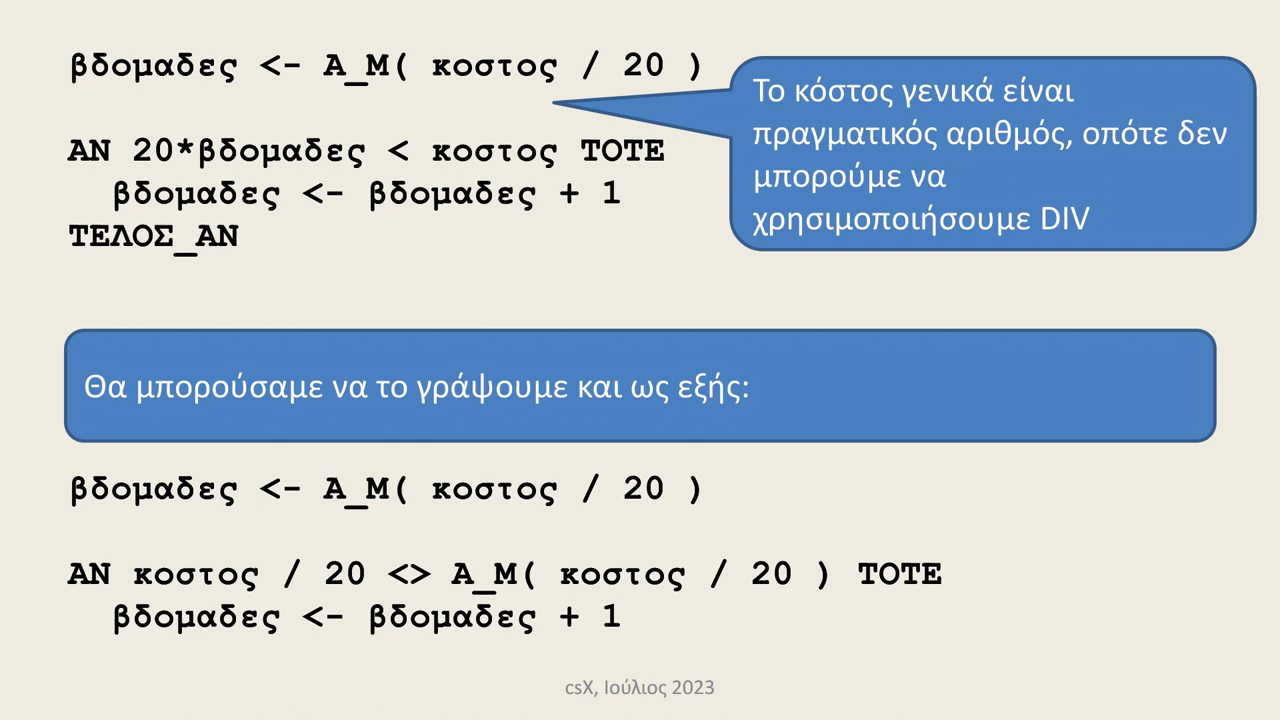 βδομαδες <- Α_Μ( κοστος / 20 )
ΑΝ 20*βδομαδες < κοστος ΤΟΤΕ
βδομαδες <- βδομαδες + 1
ΤΕΛΟΣ_ΑΝ
Το κόστος γενικά είναι
πραγματικός αριθμός, οπότε δεν
μπορούμε να
χρησιμοποιήσουμε DIV
Θα μπορούσαμε να το γράψουμε και ως εξής:
βδομαδες <- Α_Μ( κοστος / 20 )
ΑΝ κοστος / 20 <> Α_Μ( κοστος / 20 ) ΤΟΤΕ
βδομαδες <- βδομαδες + 1
csX, Ιούλιος 2023